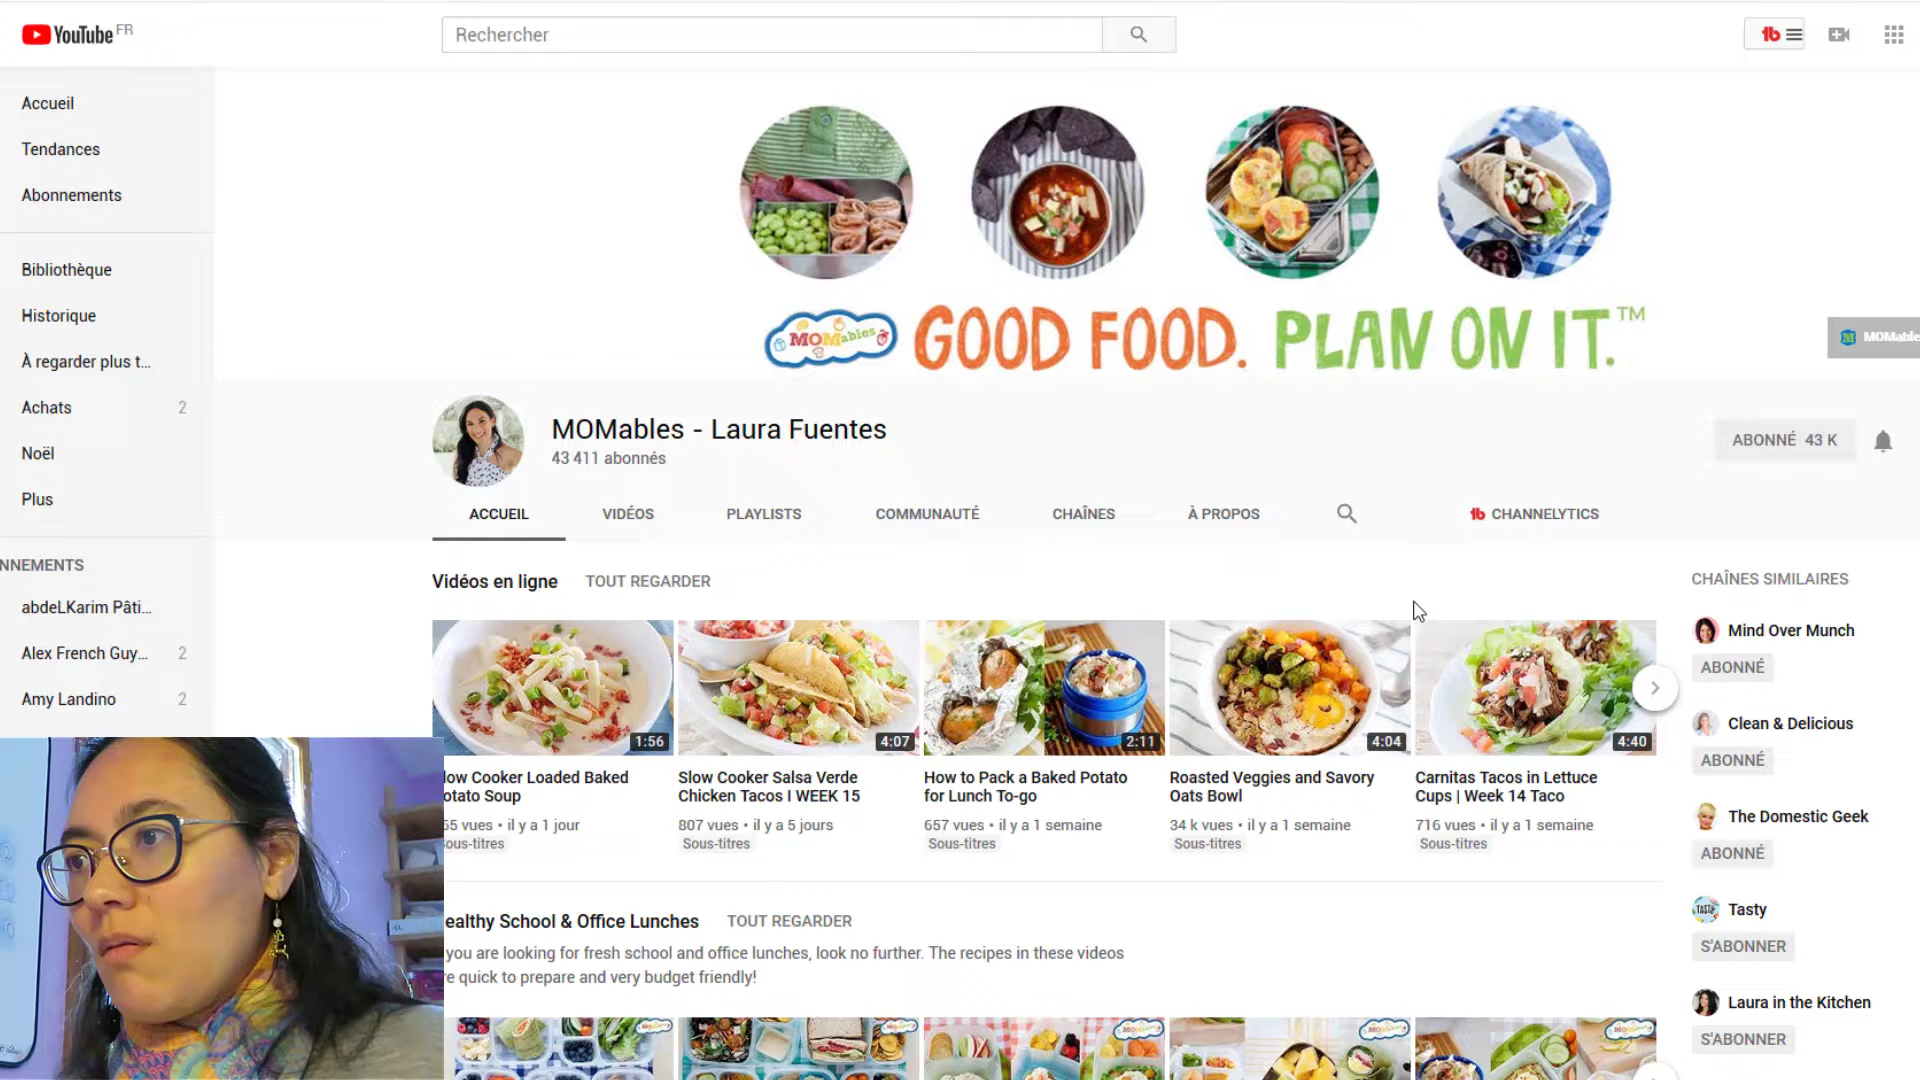 YouTube FR
Rechercher
Accueil
Tendances
Abonnements
Bibliothèque
Historique
À regarder plus t...
Achats 2
Noël
Plus
NNEMENTS
abdeLKarim Pâti...
Alex French Guy... 2
Amy Landino 2
MOMables
GOOD FOOD. PLAN ON IT.™
MOMable
MOMables - Laura Fuentes
43 411 abonnés
ABONNÉ 43 K
ACCUEIL
VIDÉOS
PLAYLISTS
COMMUNAUTÉ
CHAÎNES
À PROPOS
CHANNELYTICS
Vidéos en ligne TOUT REGARDER
1:56
low Cooker Loaded Baked
otato Soup
55 vues • il y a 1 jour
ous-titres
4:07
Slow Cooker Salsa Verde
Chicken Tacos I WEEK 15
807 vues • il y a 5 jours
Sous-titres
2:11
How to Pack a Baked Potato
for Lunch To-go
657 vues • il y a 1 semaine
Sous-titres
4:04
Roasted Veggies and Savory
Oats Bowl
34 k vues • il y a 1 semaine
Sous-titres
4:40
Carnitas Tacos in Lettuce
Cups | Week 14 Taco
716 vues • il y a 1 semaine
Sous-titres
ealthy School & Office Lunches TOUT REGARDER
you are looking for fresh school and office lunches, look no further. The recipes in these videos
re quick to prepare and very budget friendly!
CHAÎNES SIMILAIRES
Mind Over Munch
ABONNÉ
Clean & Delicious
ABONNÉ
The Domestic Geek
ABONNÉ
TASTY
Tasty
S'ABONNER
Laura in the Kitchen
S'ABONNER